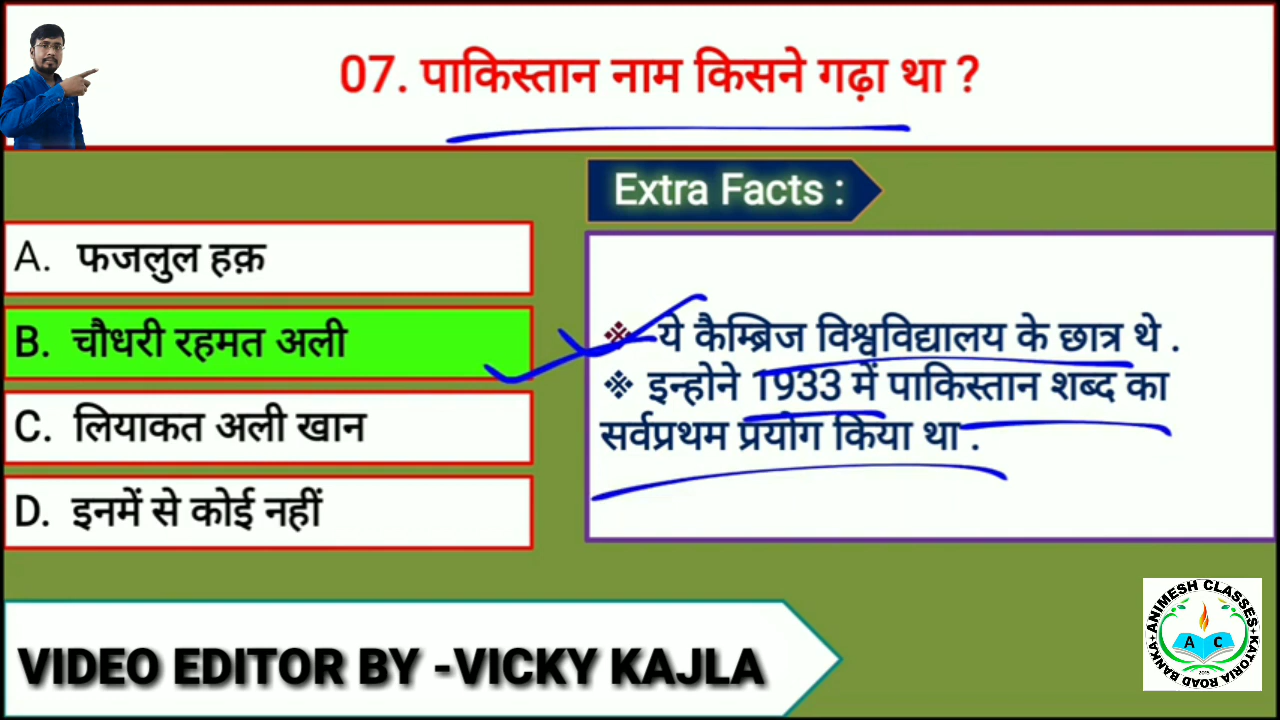 07. पाकिस्तान नाम किसने गढ़ा था ?
Extra Facts :
A. फजलुल हक़
B. चौधरी रहमत अली
C. लियाकत अली खान
D. इनमें से कोई नहीं
❖ ये कैम्ब्रिज विश्वविद्यालय के छात्र थे .
❖ इन्होने 1933 में पाकिस्तान शब्द का
सर्वप्रथम प्रयोग किया था .
VIDEO EDITOR BY -VICKY KAJLA
ANIMESH CLASSES
A C
KATORIA ROAD BANKA